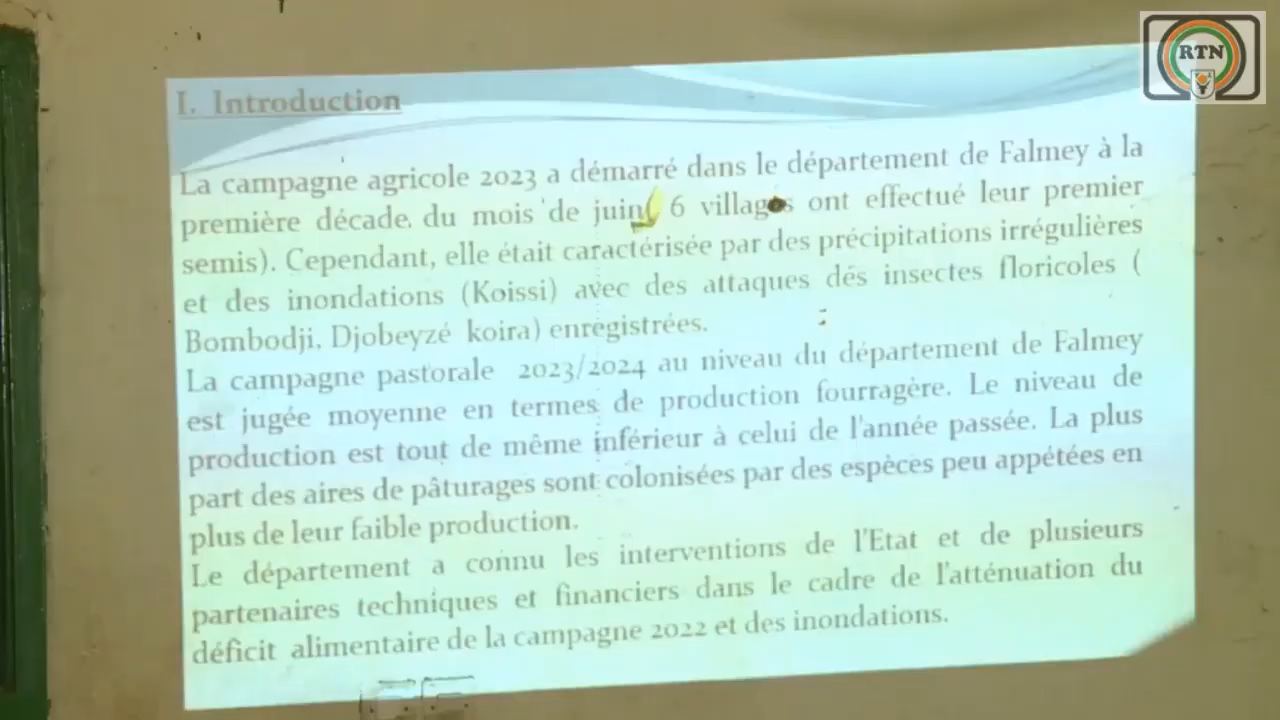 RTN
I. Introduction
La campagne agricole 2023 a démarré dans le département de Falmey à la
première décade du mois de juin( 6 villages ont effectué leur premier
semis). Cependant, elle était caractérisée par des précipitations irrégulières
et des inondations (Koissi) avec des attaques des insectes floricoles (
Bombodji, Djobeyzé koira) enregistrées.
La campagne pastorale 2023/2024 au niveau du département de Falmey
est jugée moyenne en termes de production fourragère. Le niveau de
production est tout de même inférieur à celui de l'année passée. La plus
part des aires de pâturages sont colonisées par des espèces peu appétées en
plus de leur faible production.
Le département a connu les interventions de l'Etat et de plusieurs
partenaires techniques et financiers dans le cadre de l'atténuation du
déficit alimentaire de la campagne 2022 et des inondations.